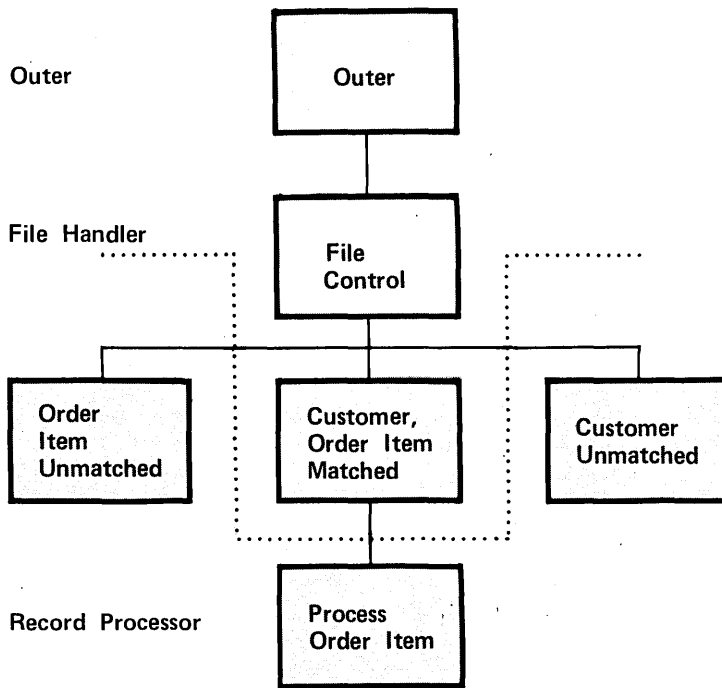 Outer
Outer
File Handler
File
Control
Order
Item
Unmatched
Customer,
Order Item
Matched
Customer
Unmatched
Record Processor
Process
Order Item